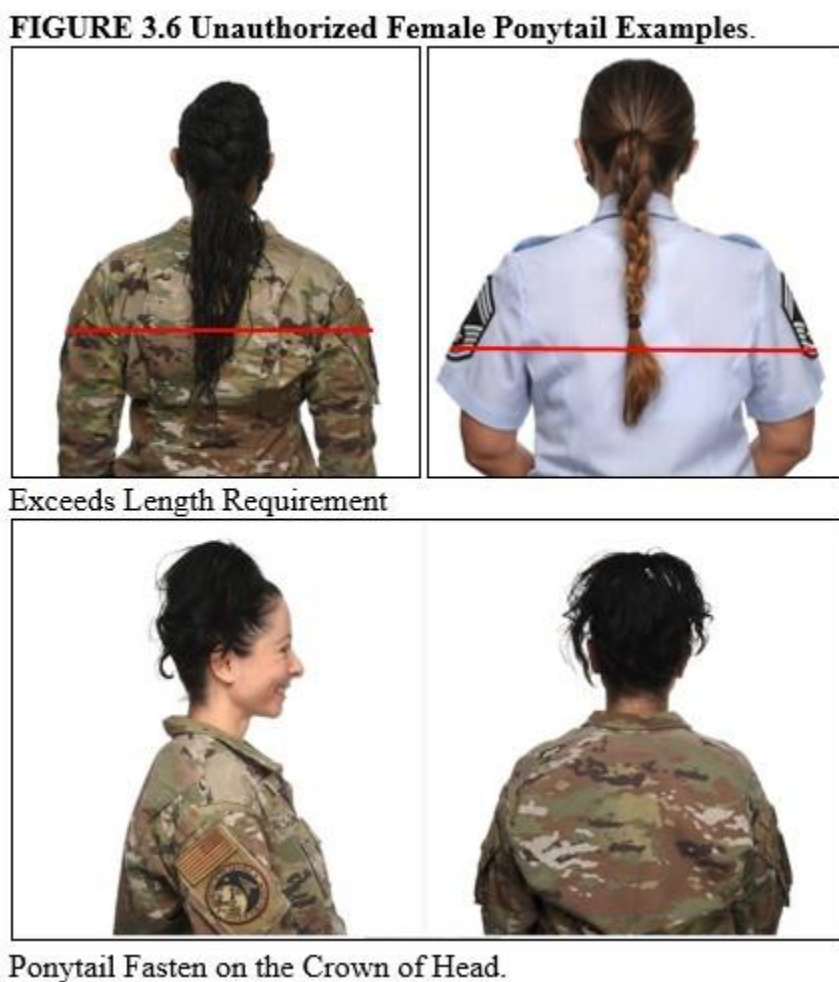 FIGURE 3.6 Unauthorized Female Ponytail Examples.
Exceeds Length Requirement
Ponytail Fasten on the Crown of Head.